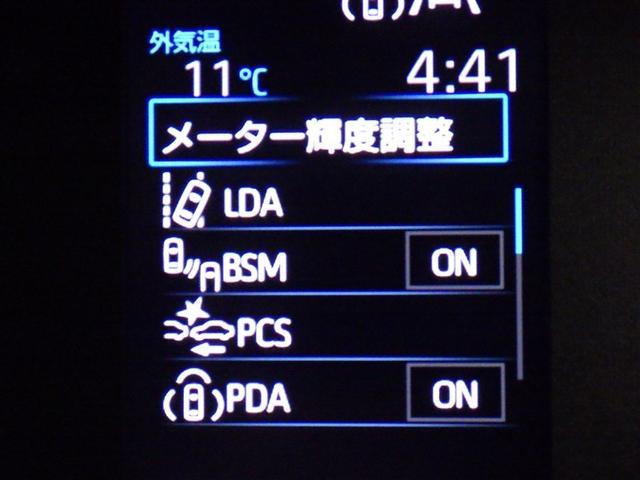 外気温
11℃ 4:41
メーター輝度調整
LDA
BSM ON
PCS
PDA ON